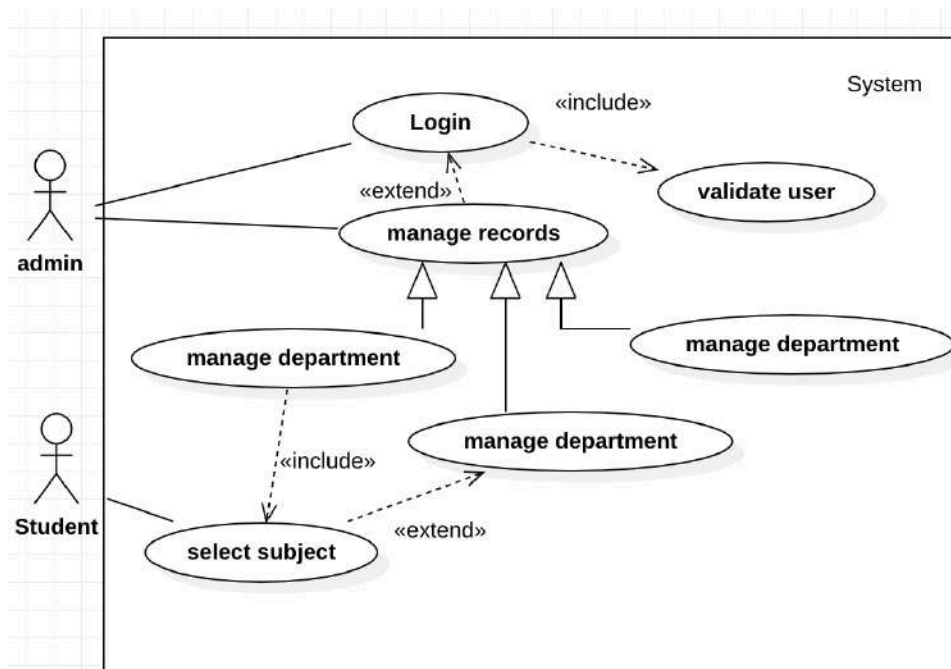 System
«include»
Login
validate user
«extend»
manage records
admin
manage department
manage department
manage department
«include»
Student
«extend»
select subject